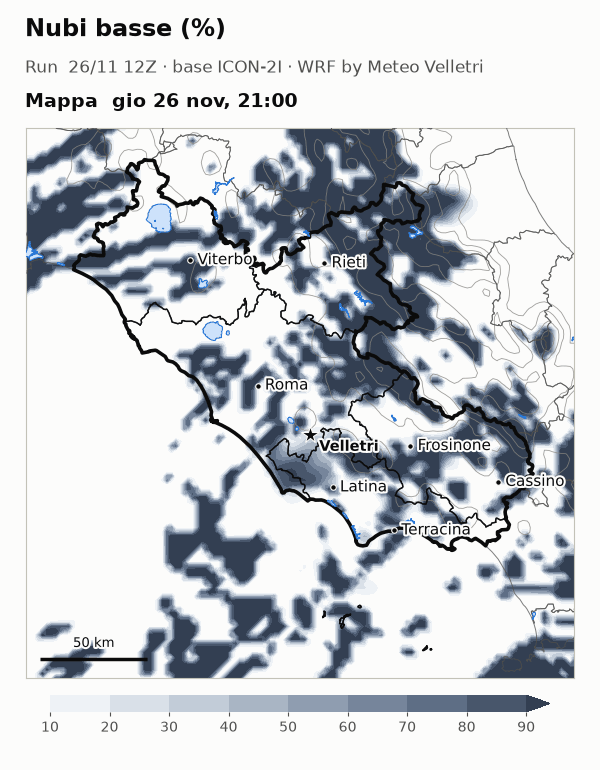 Nubi basse (%)
Run  26/11 12Z · base ICON-2I · WRF by Meteo Velletri
Mappa  gio 26 nov, 21:00
Viterbo
Rieti
Roma
Velletri
Frosinone
Cassino
Latina
Terracina
50 km
10 20 30 40 50 60 70 80 90